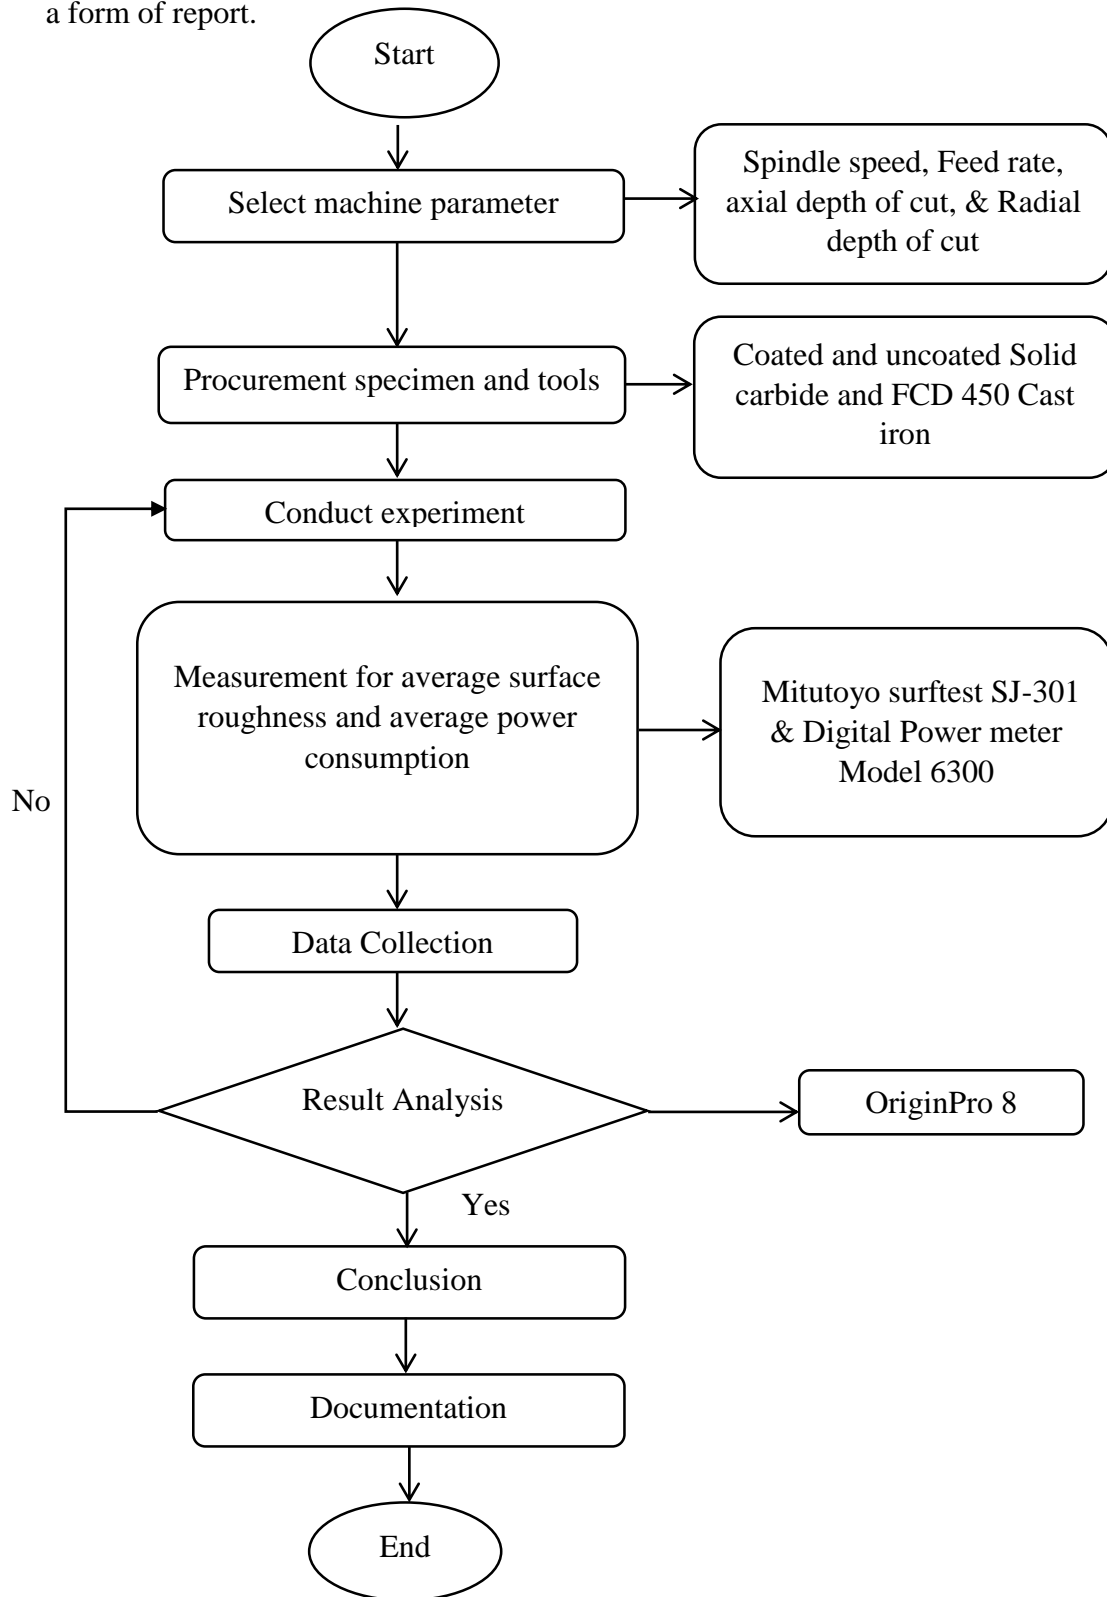 a form of report.
Start
Select machine parameter
Spindle speed, Feed rate,
axial depth of cut, & Radial
depth of cut
Procurement specimen and tools
Coated and uncoated Solid
carbide and FCD 450 Cast
iron
Conduct experiment
Measurement for average surface
roughness and average power
consumption
Mitutoyo surftest SJ-301
& Digital Power meter
Model 6300
No
Data Collection
Result Analysis
OriginPro 8
Yes
Conclusion
Documentation
End